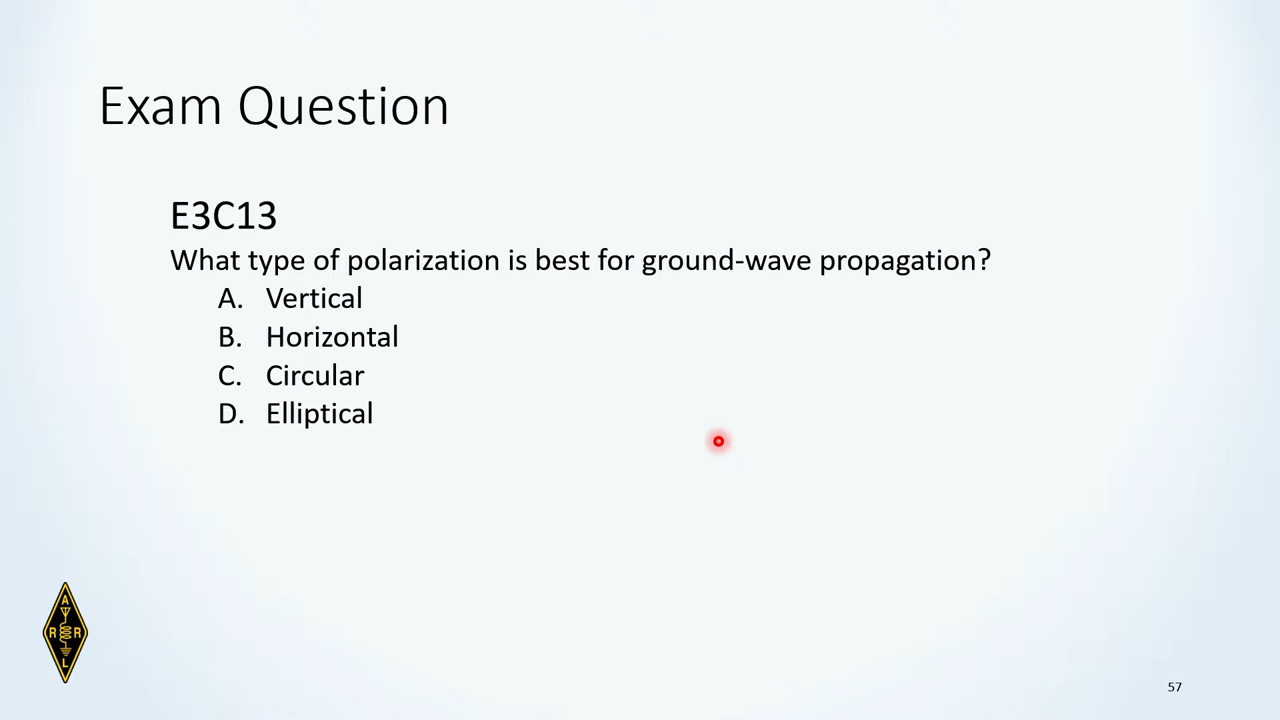 Exam Question
E3C13
What type of polarization is best for ground-wave propagation?
A. Vertical
B. Horizontal
C. Circular
D. Elliptical
A
R R
L
57